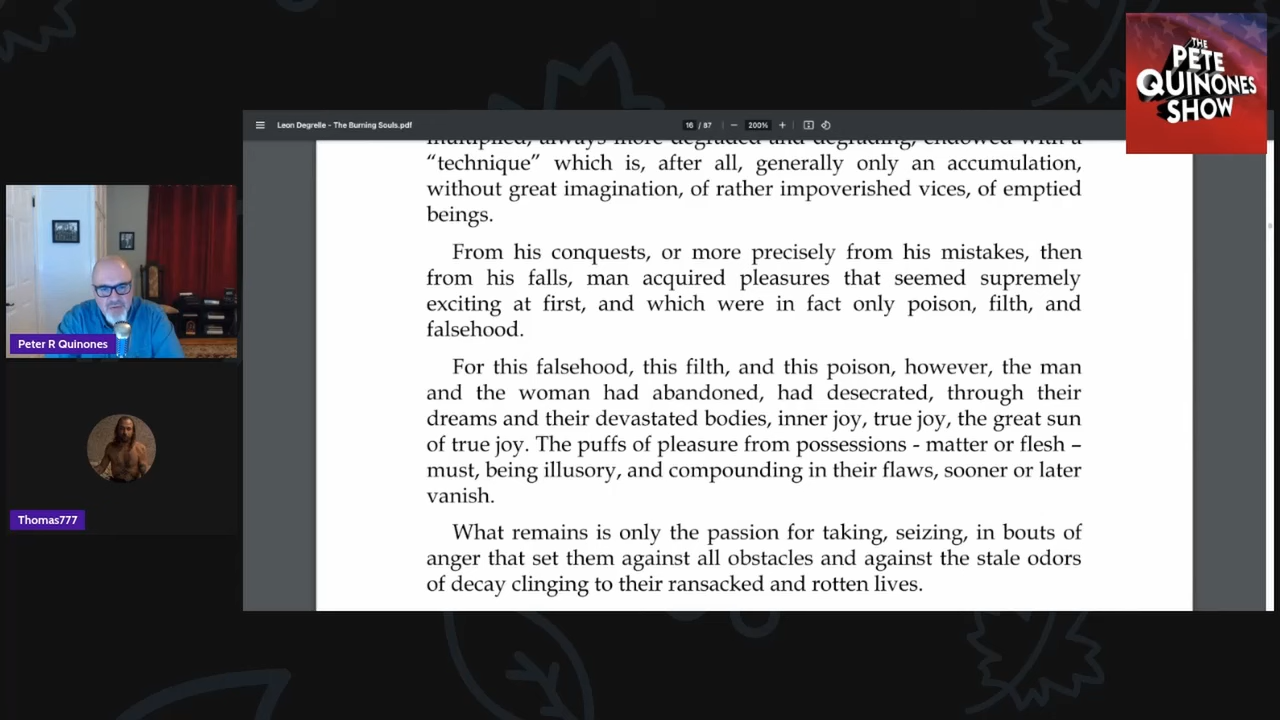 THE
PETE
QUINONES
SHOW
Leon Degrelle - The Burning Souls.pdf
16 / 87
200%
multiplied, always more degraded and degrading, endowed with a
“technique” which is, after all, generally only an accumulation,
without great imagination, of rather impoverished vices, of emptied
beings.
From his conquests, or more precisely from his mistakes, then
from his falls, man acquired pleasures that seemed supremely
exciting at first, and which were in fact only poison, filth, and
falsehood.
For this falsehood, this filth, and this poison, however, the man
and the woman had abandoned, had desecrated, through their
dreams and their devastated bodies, inner joy, true joy, the great sun
of true joy. The puffs of pleasure from possessions - matter or flesh –
must, being illusory, and compounding in their flaws, sooner or later
vanish.
What remains is only the passion for taking, seizing, in bouts of
anger that set them against all obstacles and against the stale odors
of decay clinging to their ransacked and rotten lives.
Peter R Quinones
Thomas777